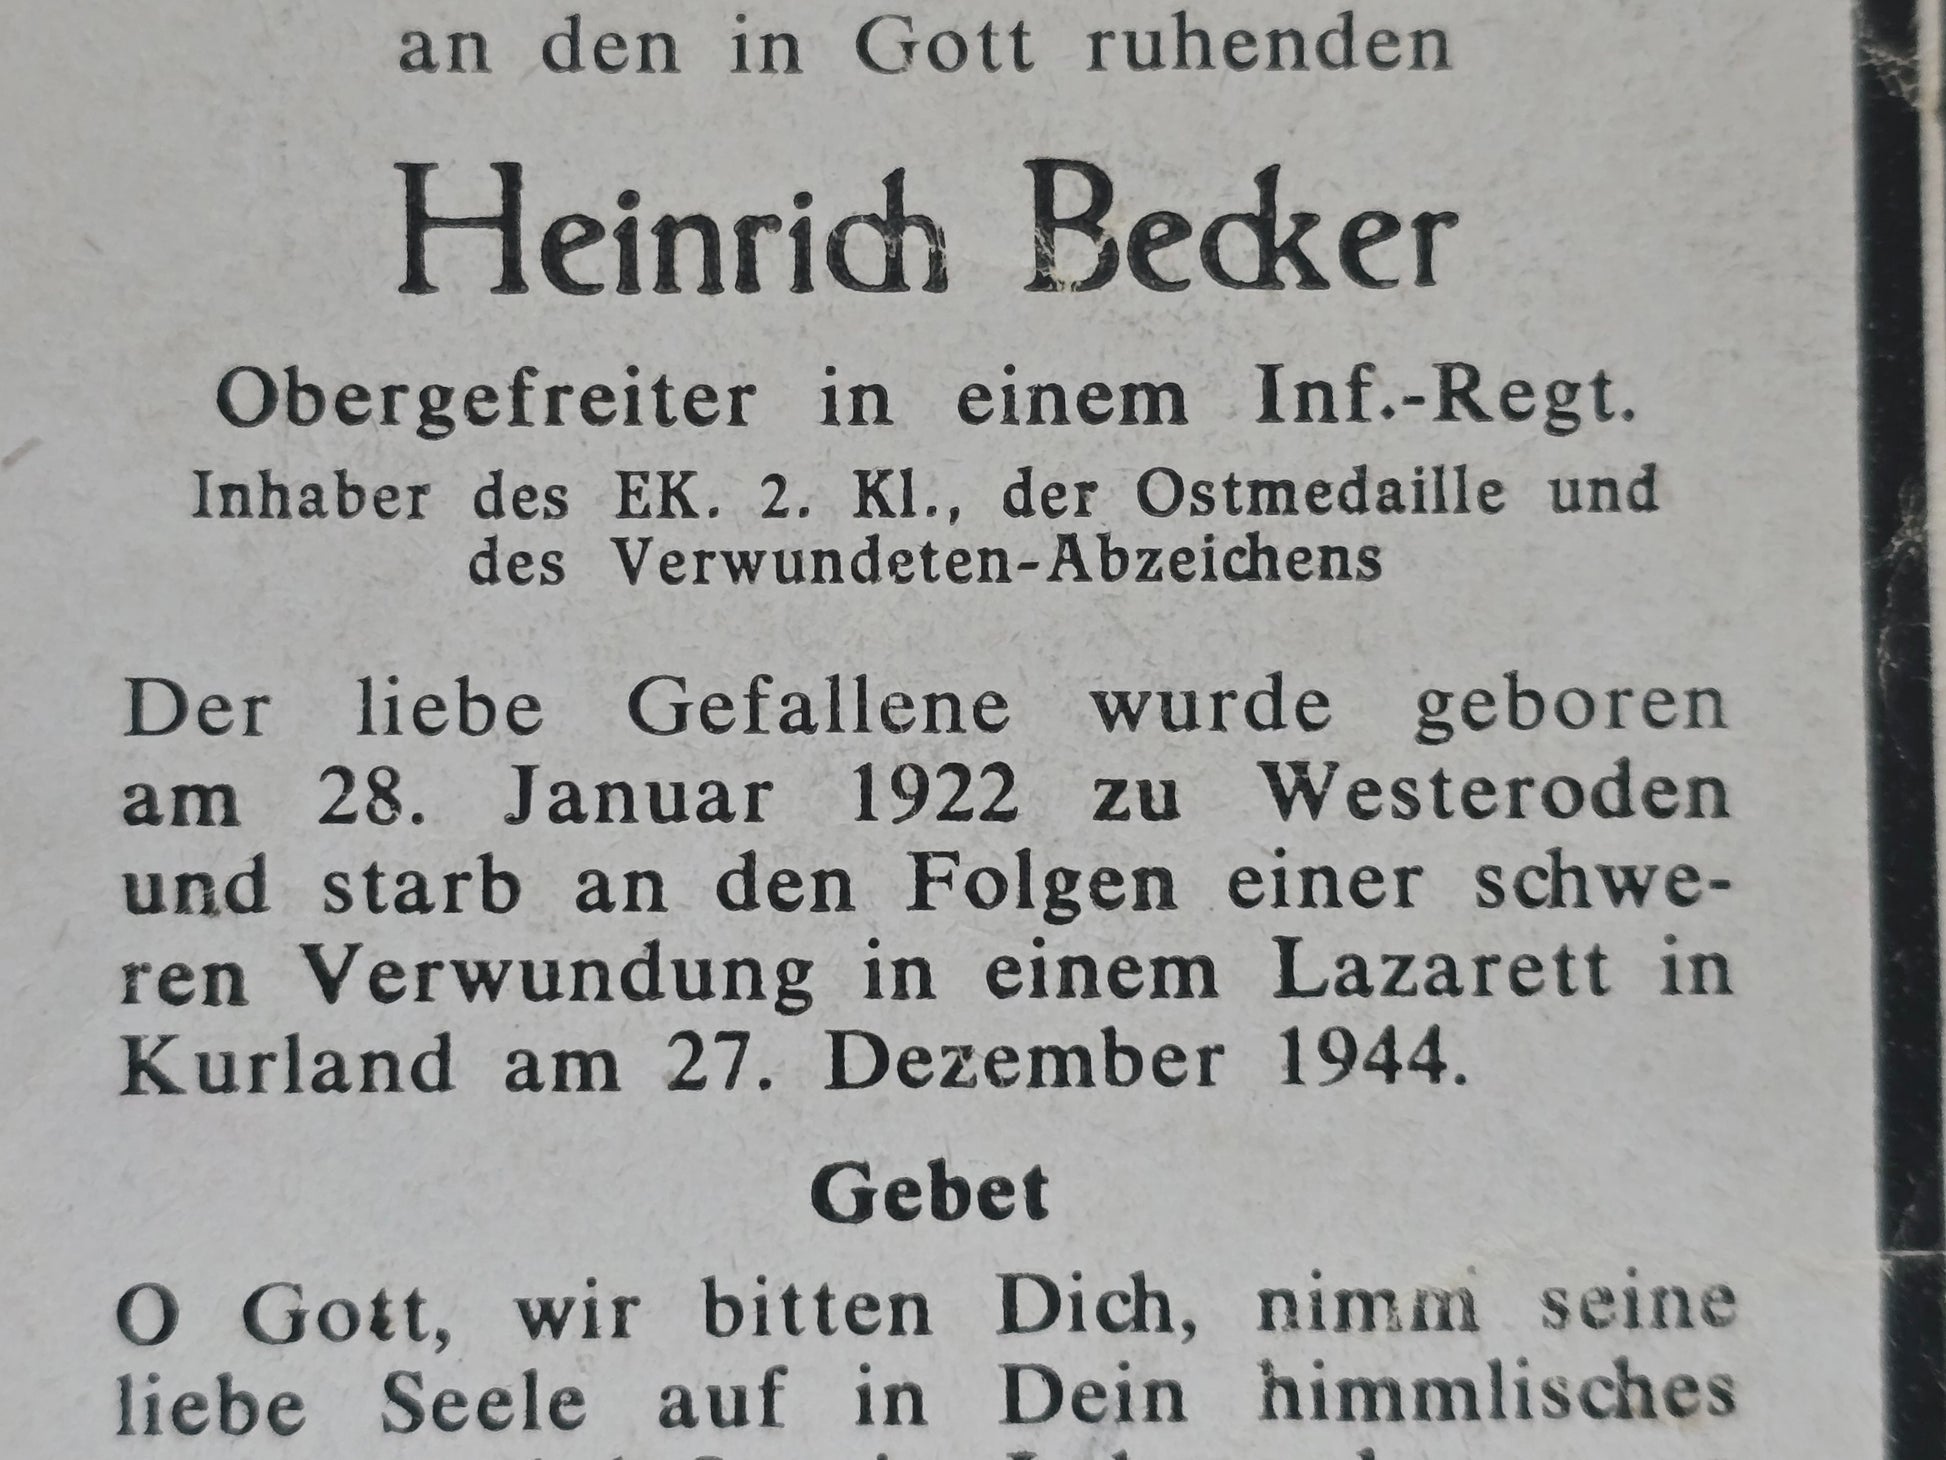 an den in Gott ruhenden
Heinrich Becker
Obergefreiter in einem Inf.-Regt.
Inhaber des EK. 2. Kl., der Ostmedaille und
des Verwundeten-Abzeichens
Der liebe Gefallene wurde geboren
am 28. Januar 1922 zu Westeroden
und starb an den Folgen einer schwe-
ren Verwundung in einem Lazarett in
Kurland am 27. Dezember 1944.
Gebet
O Gott, wir bitten Dich, nimm seine
liebe Seele auf in Dein himmlisches